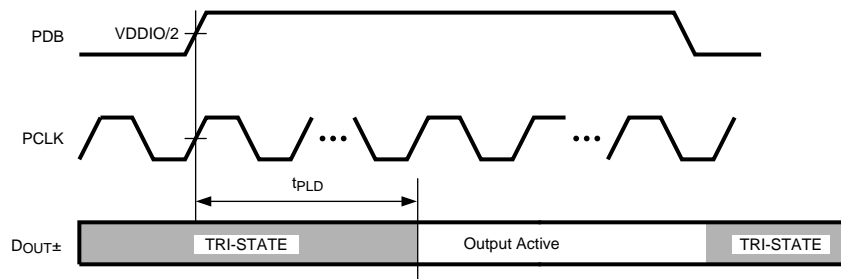 PDB
VDDIO/2
PCLK
tPLD
DOUT±
TRI-STATE
Output Active
TRI-STATE